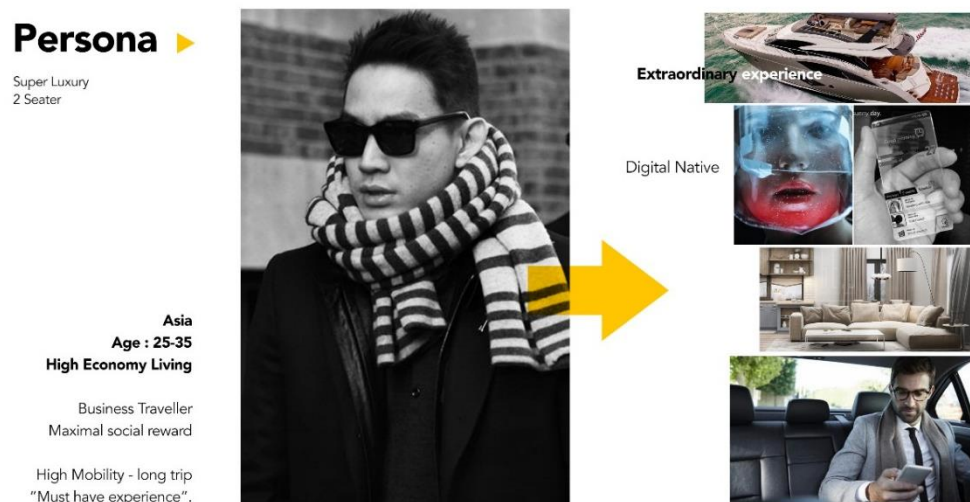 Persona
Super Luxury
2 Seater
Asia
Age : 25-35
High Economy Living
Business Traveller
Maximal social reward
High Mobility - long trip
“Must have experience”.
Extraordinary experience
Digital Native
day.